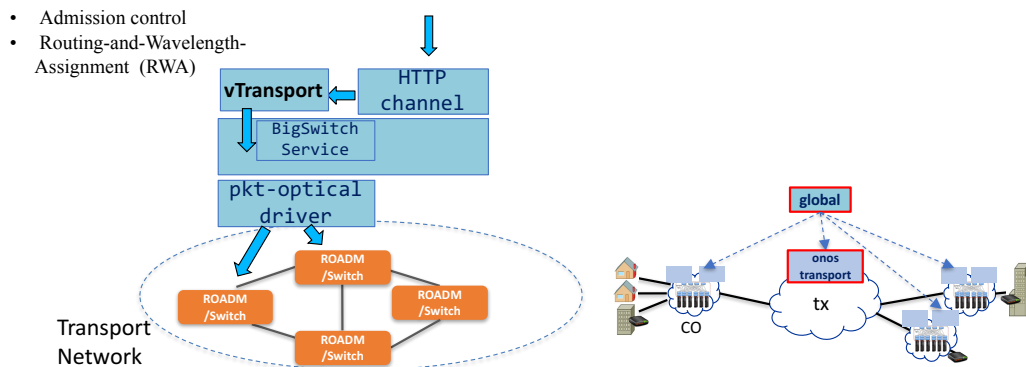 • Admission control
• Routing-and-Wavelength-
Assignment (RWA)
HTTP
channel
vTransport
BigSwitch
Service
pkt-optical
driver
ROADM
/Switch
ROADM
/Switch
ROADM
/Switch
ROADM
/Switch
Transport
Network
global
onos
transport
tx
CO